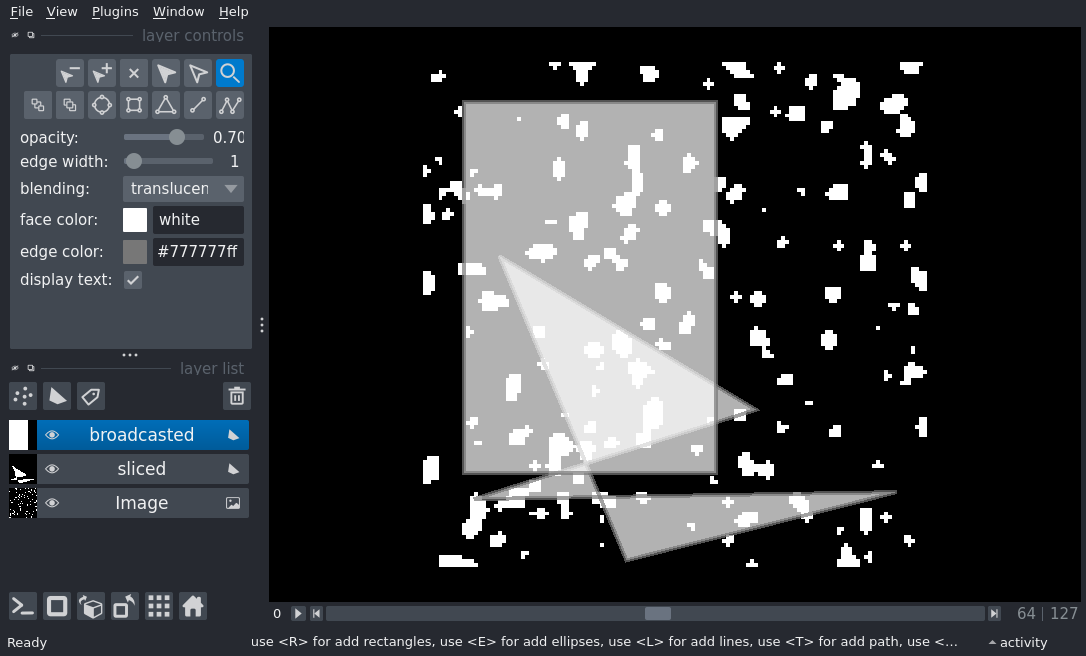 File View Plugins Window Help
layer controls
opacity: 0.70
edge width: 1
blending: translucen
face color: white
edge color: #777777ff
display text:
layer list
broadcasted
sliced
Image
0 64 127
Ready use <R> for add rectangles, use <E> for add ellipses, use <L> for add lines, use <T> for add path, use <… activity